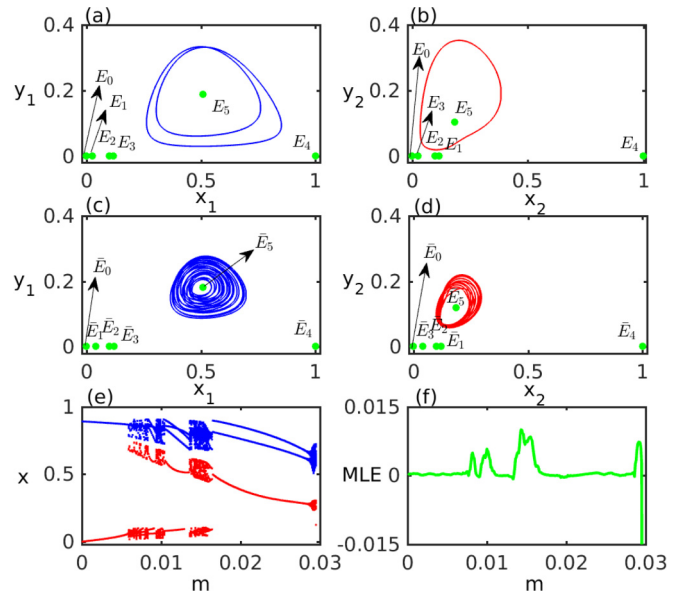 (a)
(b)
0.4
0.2
0
y1
E0
E1
E2
E3
E5
E4
0
0.5
1
x1
0.4
0.2
0
y2
E0
E3
E2
E1
E5
E4
0
0.5
1
x2
(c)
(d)
0.4
0.2
0
y1
Ē0
Ē1
Ē2
Ē3
Ē5
Ē4
0
0.5
1
x1
0.4
0.2
0
y2
Ē0
Ē3
Ē2
Ē1
Ē5
Ē4
0
0.5
1
x2
(e)
(f)
1
0.5
0
x
0
0.01
0.02
0.03
m
0.015
MLE 0
-0.015
0
0.01
0.02
0.03
m